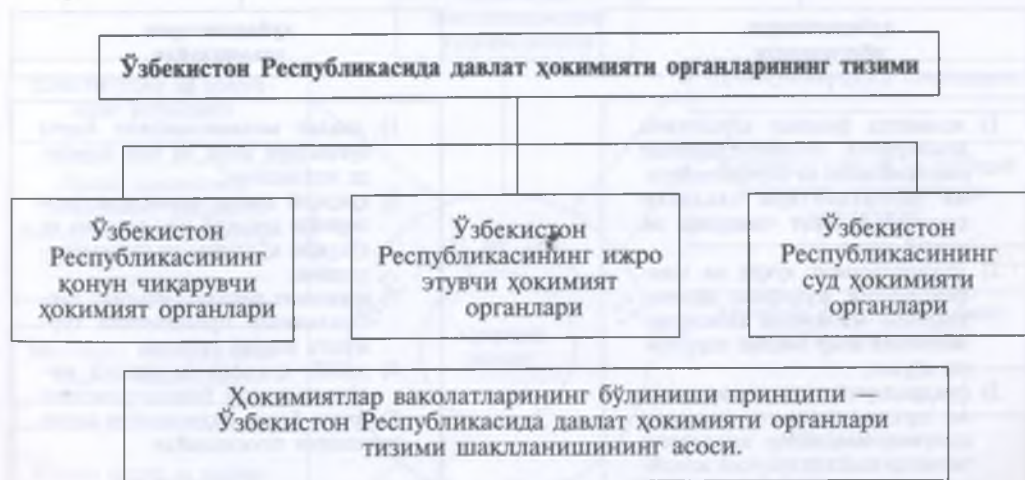 Ўзбекистон Республикасида давлат ҳокимияти органларининг тизими
Ўзбекистон
Республикасининг
қонун чиқарувчи
ҳокимият органлари
Ўзбекистон
Республикасининг ижро
этувчи ҳокимият
органлари
Ўзбекистон
Республикасининг
суд ҳокимияти
органлари
Ҳокимиятлар ваколатларининг бўлиниши принципи —
Ўзбекистон Республикасида давлат ҳокимияти органлари
тизими шаклланишининг асоси.